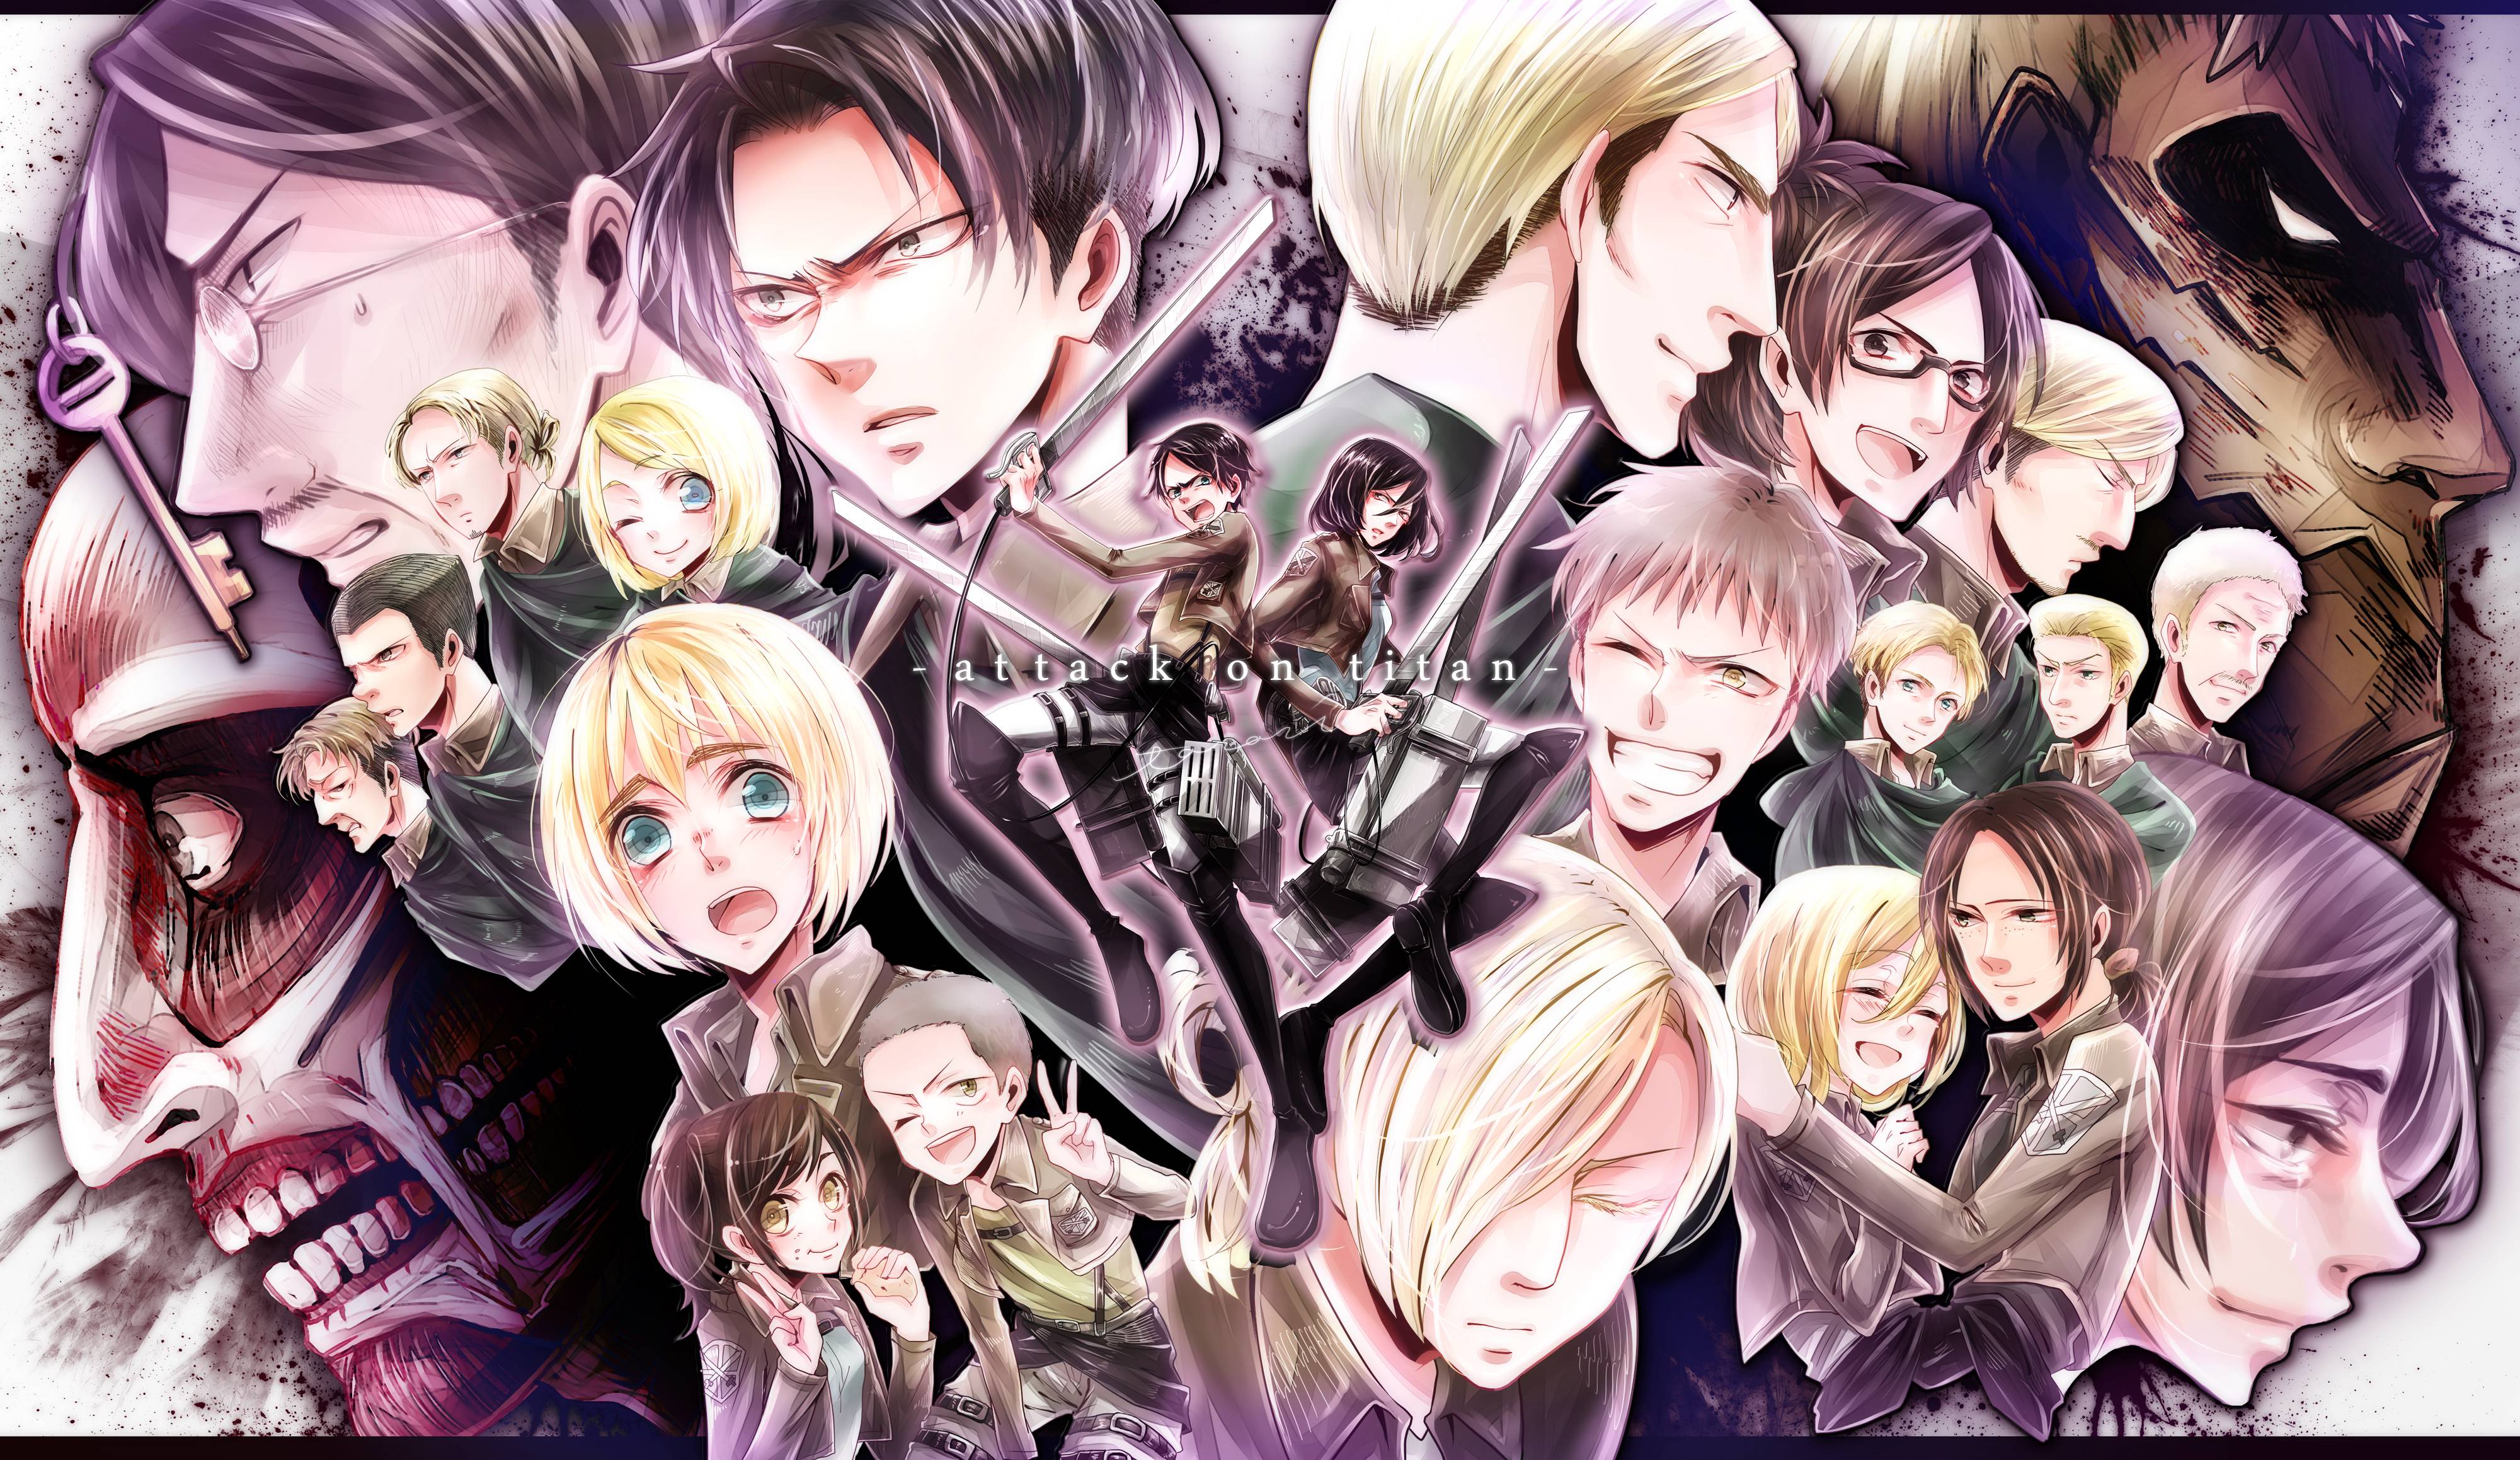 - attack on titan -